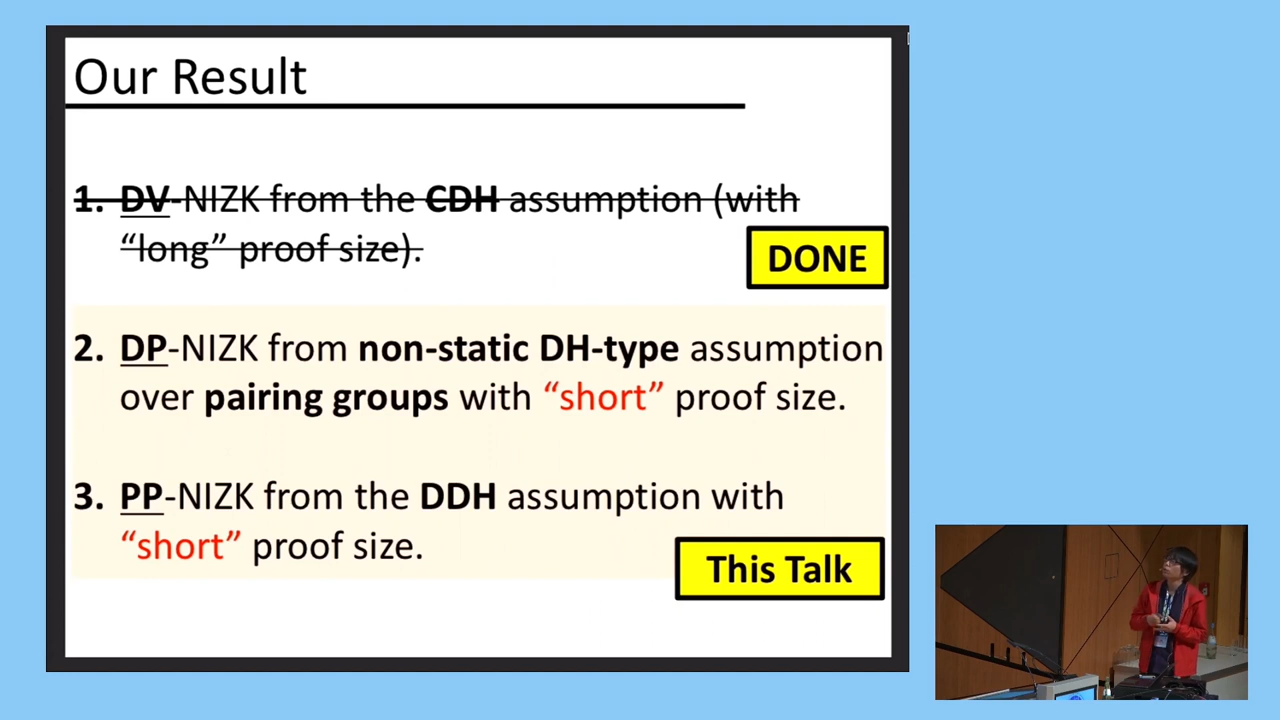 Our Result
1. DV-NIZK from the CDH assumption (with
“long” proof size).
DONE
2. DP-NIZK from non-static DH-type assumption
over pairing groups with “short” proof size.
3. PP-NIZK from the DDH assumption with
“short” proof size.
This Talk